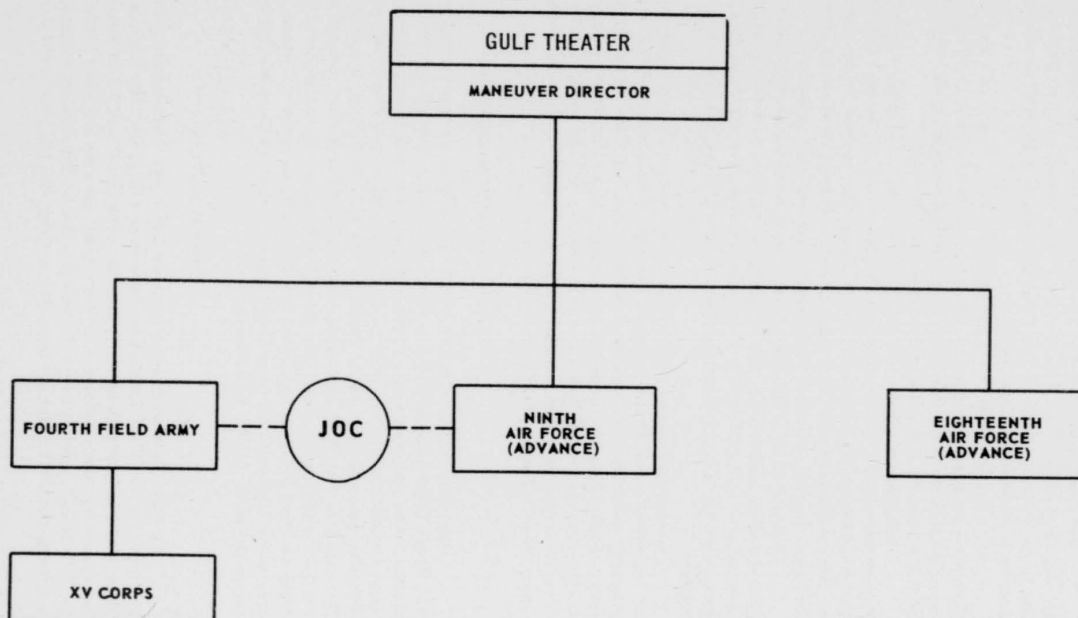 GULF THEATER
MANEUVER DIRECTOR
FOURTH FIELD ARMY
JOC
NINTH
AIR FORCE
(ADVANCE)
EIGHTEENTH
AIR FORCE
(ADVANCE)
XV CORPS